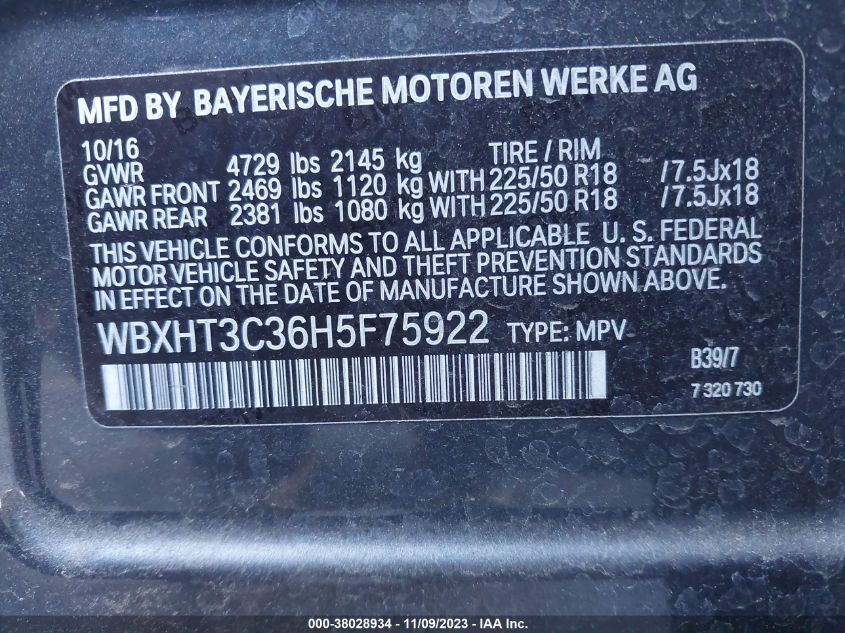 MFD BY BAYERISCHE MOTOREN WERKE AG
10/16 TIRE / RIM
GVWR 4729 lbs 2145 kg
GAWR FRONT 2469 lbs 1120 kg WITH 225/50 R18 /7.5Jx18
GAWR REAR 2381 lbs 1080 kg WITH 225/50 R18 /7.5Jx18
THIS VEHICLE CONFORMS TO ALL APPLICABLE U. S. FEDERAL
MOTOR VEHICLE SAFETY AND THEFT PREVENTION STANDARDS
IN EFFECT ON THE DATE OF MANUFACTURE SHOWN ABOVE.
WBXHT3C36H5F75922 TYPE: MPV
B39/7
7 320 730
000-38028934 - 11/09/2023 - IAA Inc.